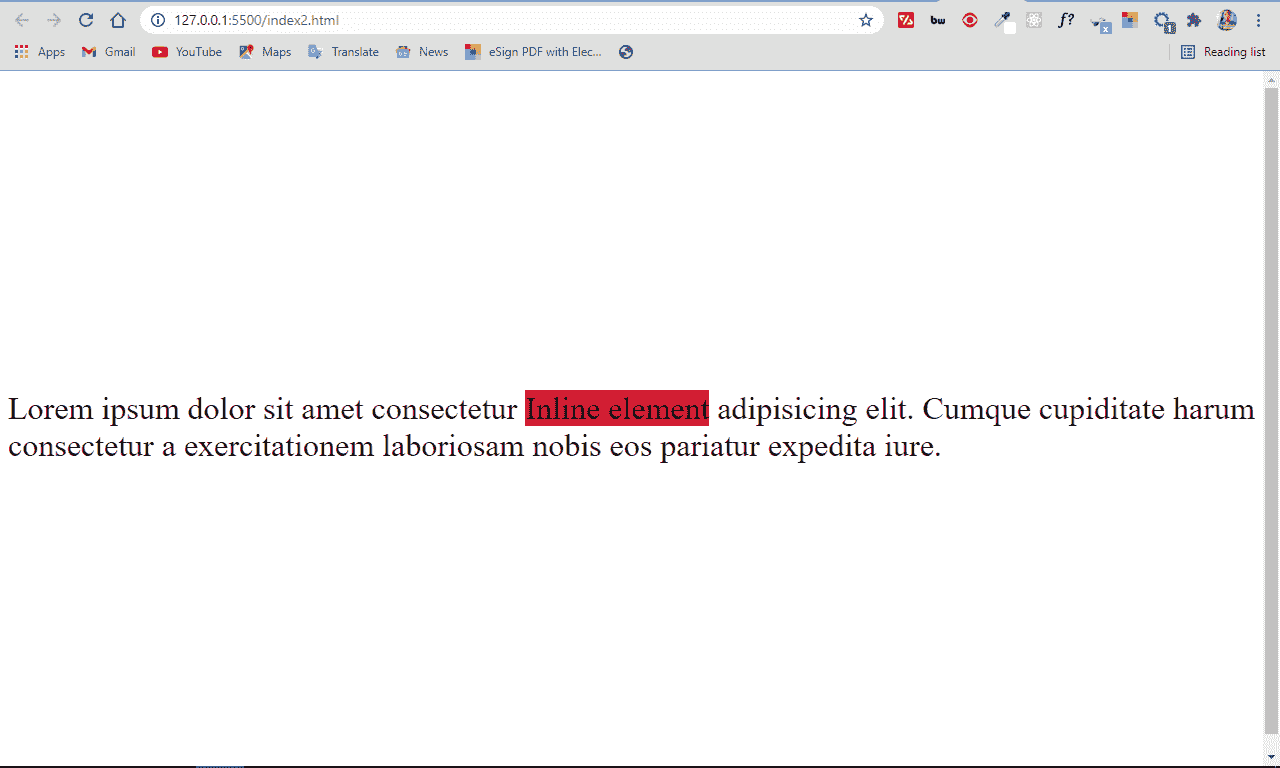 127.0.0.1:5500/index2.html
bw
f?
x
Apps
Gmail
YouTube
Maps
Translate
News
eSign PDF with Elec...
Reading list
Lorem ipsum dolor sit amet consectetur Inline element adipisicing elit. Cumque cupiditate harum
consectetur a exercitationem laboriosam nobis eos pariatur expedita iure.